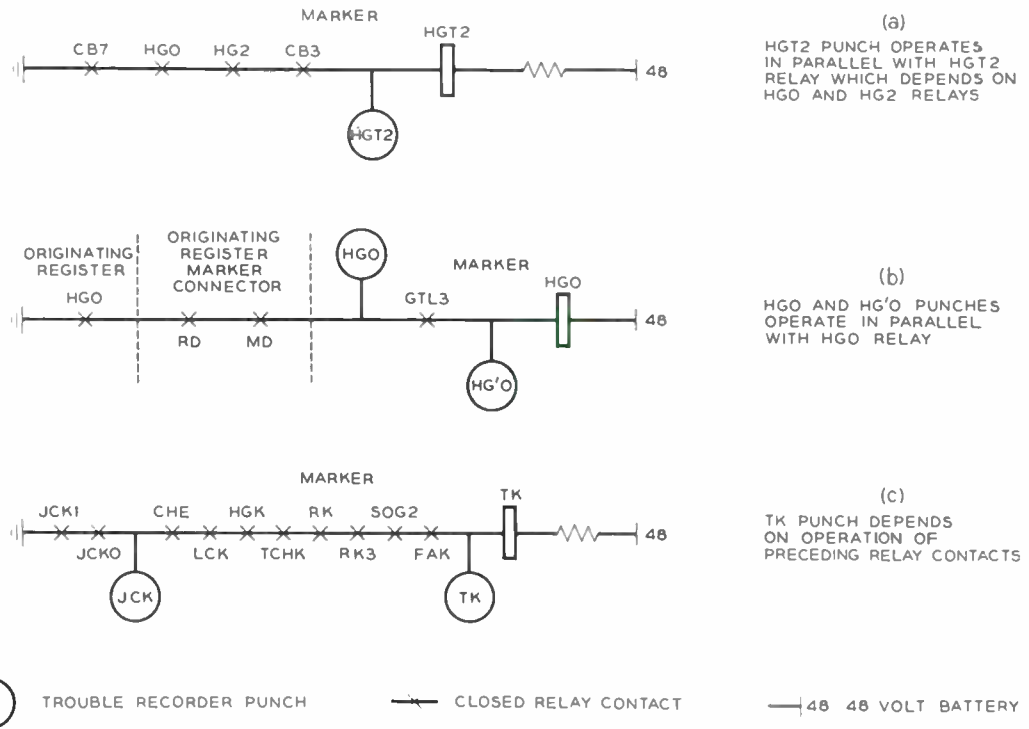 MARKER
CB7 HGO HG2 CB3 HGT2
48
HGT2
(a)
HGT2 PUNCH OPERATES
IN PARALLEL WITH HGT2
RELAY WHICH DEPENDS ON
HGO AND HG2 RELAYS
ORIGINATING
REGISTER
HGO
ORIGINATING
REGISTER
MARKER
CONNECTOR
RD MD
HGO
MARKER
GTL3
HGO
48
HG'O
(b)
HGO AND HG'O PUNCHES
OPERATE IN PARALLEL
WITH HGO RELAY
MARKER
JCK1 CHE HGK RK SOG2 TK
JCKO LCK TCHK RK3 FAK
48
JCK
TK
(c)
TK PUNCH DEPENDS
ON OPERATION OF
PRECEDING RELAY CONTACTS
TROUBLE RECORDER PUNCH
CLOSED RELAY CONTACT
48 48 VOLT BATTERY